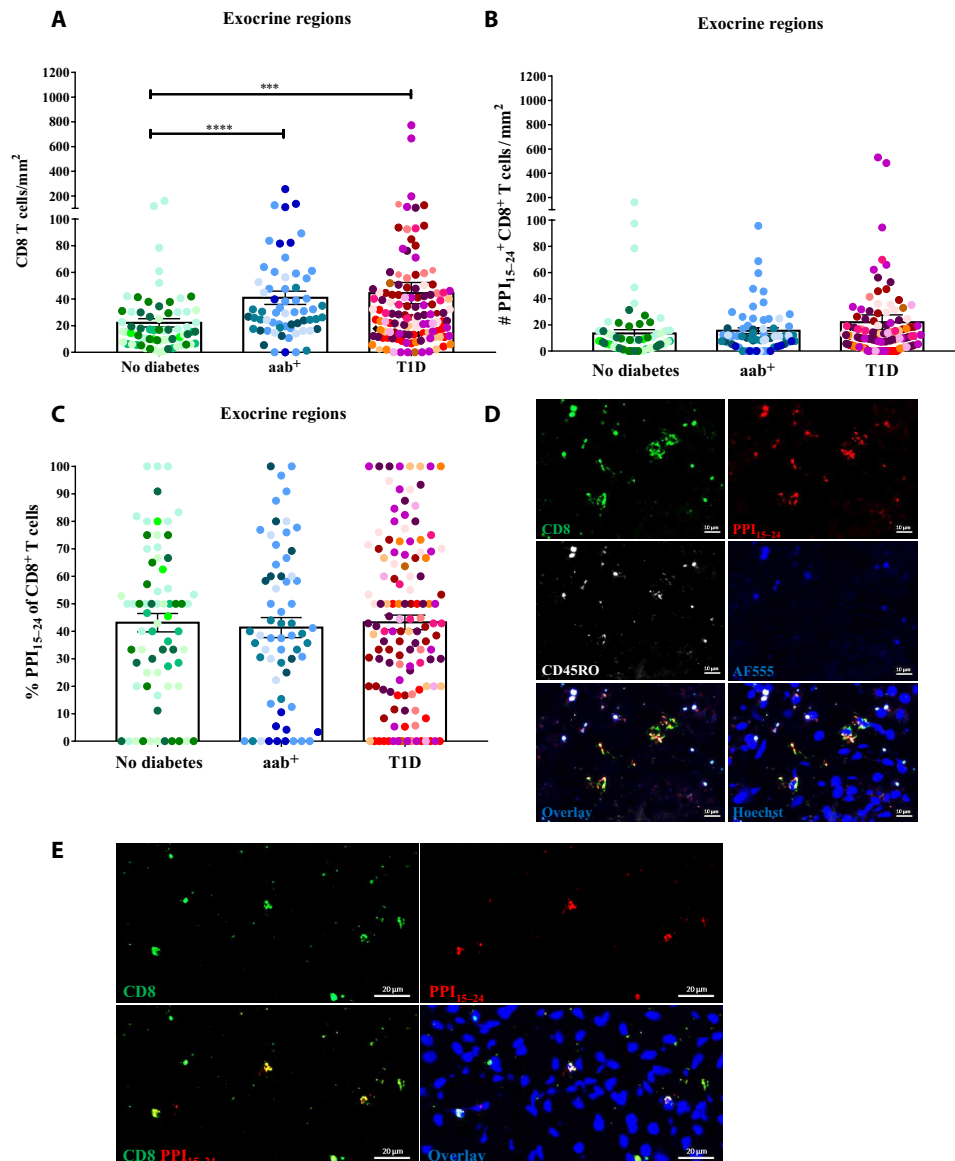 A
Exocrine regions
CD8 T cells/mm²
1200
1000
800
600
400
200
100
80
60
40
20
0
***
****
No diabetes
aab⁺
T1D
B
Exocrine regions
# PPI₁₅₋₂₄⁺ CD8⁺ T cells/mm²
1200
1000
800
600
400
200
100
80
60
40
20
0
No diabetes
aab⁺
T1D
C
Exocrine regions
% PPI₁₅₋₂₄ of CD8⁺ T cells
100
90
80
70
60
50
40
30
20
10
0
No diabetes
aab⁺
T1D
D
CD8
10 µm
PPI₁₅₋₂₄
10 µm
CD45RO
10 µm
AF555
10 µm
Overlay
10 µm
Hoechst
10 µm
E
CD8
20 µm
PPI₁₅₋₂₄
20 µm
CD8 PPI₁₅₋₂₄
20 µm
Overlay
20 µm